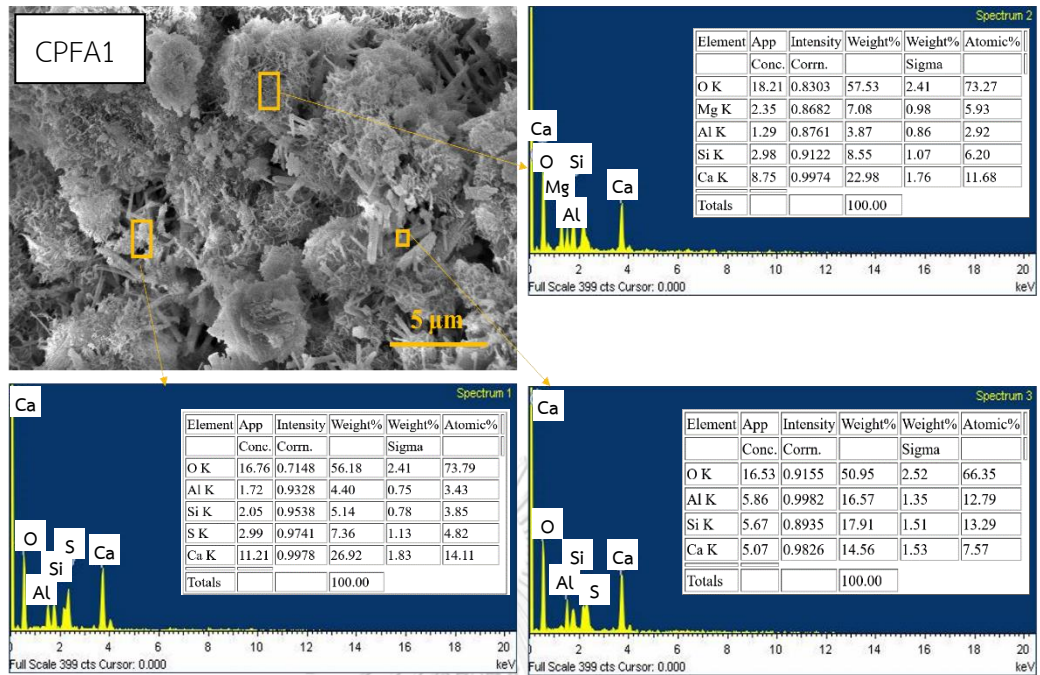 CPFA1
5 μm
Spectrum 2
Element App Intensity Weight% Weight% Atomic%
Conc. Corrn. Sigma
O K 18.21 0.8303 57.53 2.41 73.27
Mg K 2.35 0.8682 7.08 0.98 5.93
Al K 1.29 0.8761 3.87 0.86 2.92
Si K 2.98 0.9122 8.55 1.07 6.20
Ca K 8.75 0.9974 22.98 1.76 11.68
Totals 100.00
Ca
O Si
Mg Ca
Al
0 2 4 6 8 10 12 14 16 18 20
Full Scale 399 cts Cursor: 0.000 keV
Spectrum 1
Ca
Element App Intensity Weight% Weight% Atomic%
Conc. Corrn. Sigma
O K 16.76 0.7148 56.18 2.41 73.79
Al K 1.72 0.9328 4.40 0.75 3.43
Si K 2.05 0.9538 5.14 0.78 3.85
S K 2.99 0.9741 7.36 1.13 4.82
Ca K 11.21 0.9978 26.92 1.83 14.11
Totals 100.00
O S Ca
Si
Al
0 2 4 6 8 10 12 14 16 18 20
Full Scale 399 cts Cursor: 0.000 keV
Spectrum 3
Ca
Element App Intensity Weight% Weight% Atomic%
Conc. Corrn. Sigma
O K 16.53 0.9155 50.95 2.52 66.35
Al K 5.86 0.9982 16.57 1.35 12.79
Si K 5.67 0.8935 17.91 1.51 13.29
Ca K 5.07 0.9826 14.56 1.53 7.57
Totals 100.00
O
Si Ca
Al S
0 2 4 6 8 10 12 14 16 18 20
Full Scale 399 cts Cursor: 0.000 keV